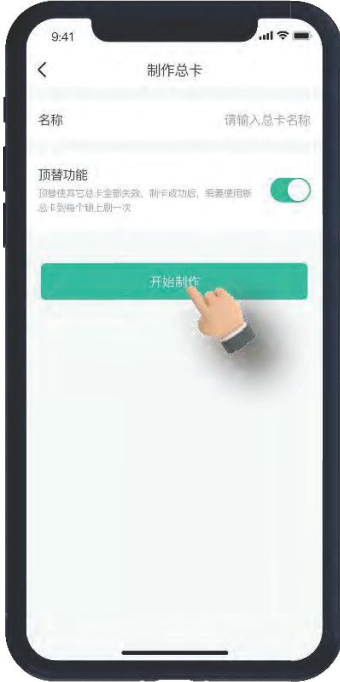 9:41
制作总卡
名称
请输入总卡名称
顶替功能
顶替使其它总卡全部失效，制卡成功后，需要使用新
总卡到每个锁上刷一次
开始制作